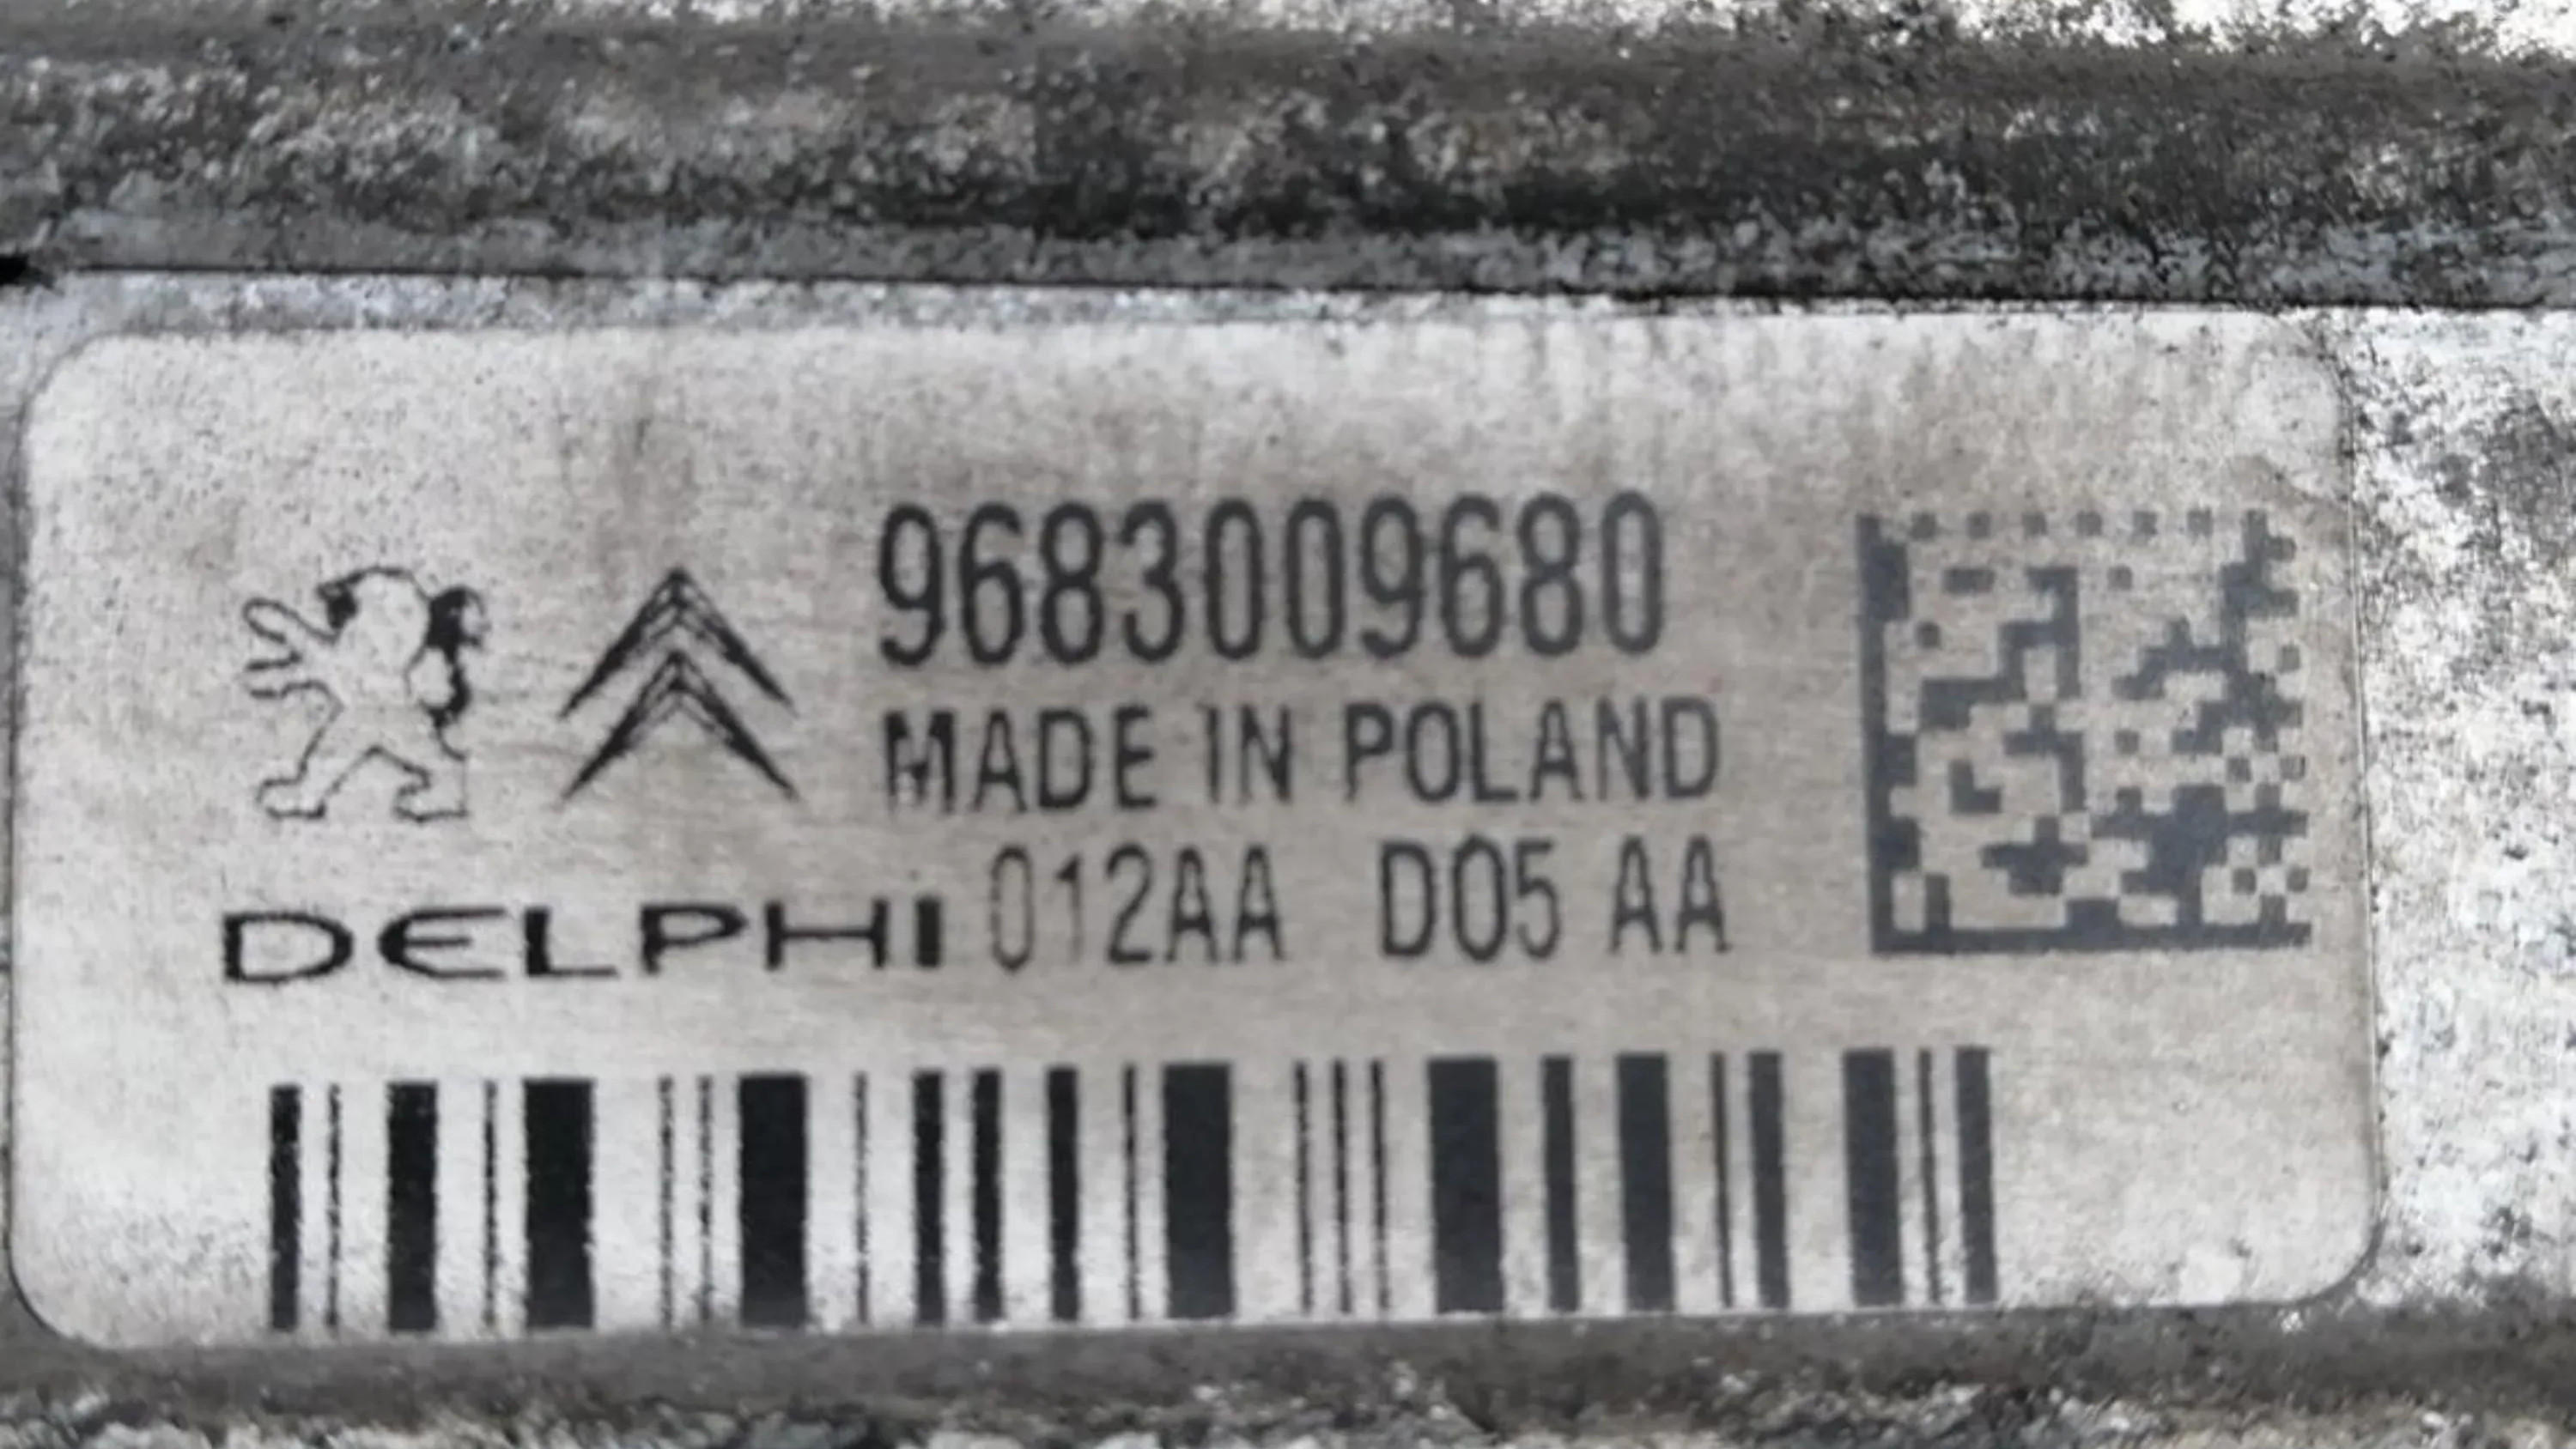 9683009680
MADE IN POLAND
DELPHI 012AA D05 AA